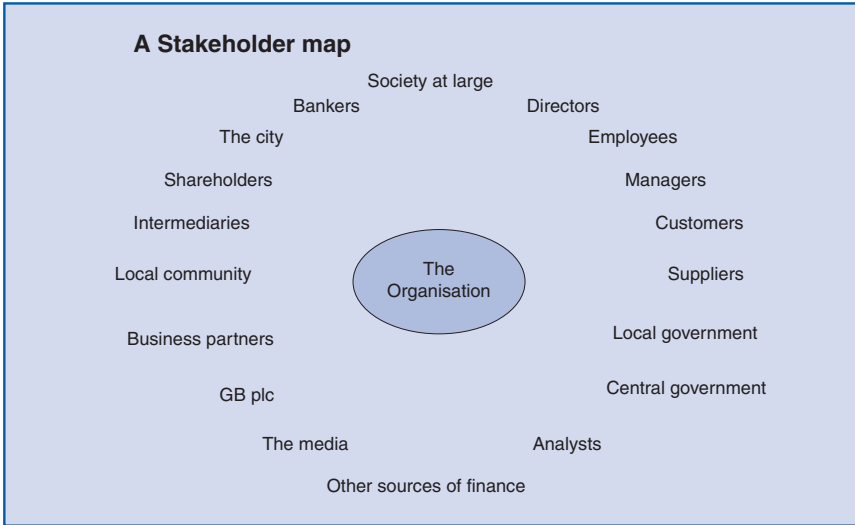 A Stakeholder map
Society at large
Bankers
Directors
The city
Employees
Shareholders
Managers
Intermediaries
Customers
The
Organisation
Local community
Suppliers
Business partners
Local government
GB plc
Central government
The media
Analysts
Other sources of finance